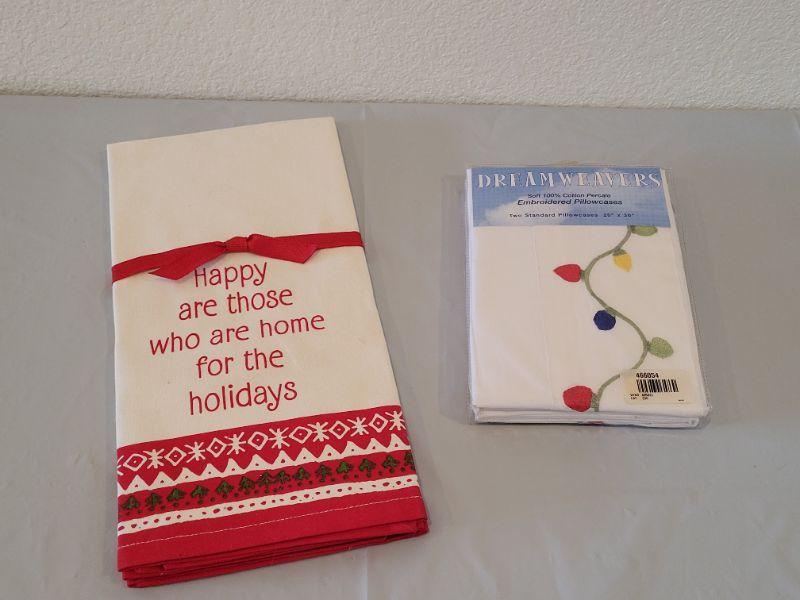 Happy
are those
who are home
for the
holidays
DREAMWEAVERS
Soft 100% Cotton Percale
Embroidered Pillowcases
Two Standard Pillowcases 20" x 30"
466034